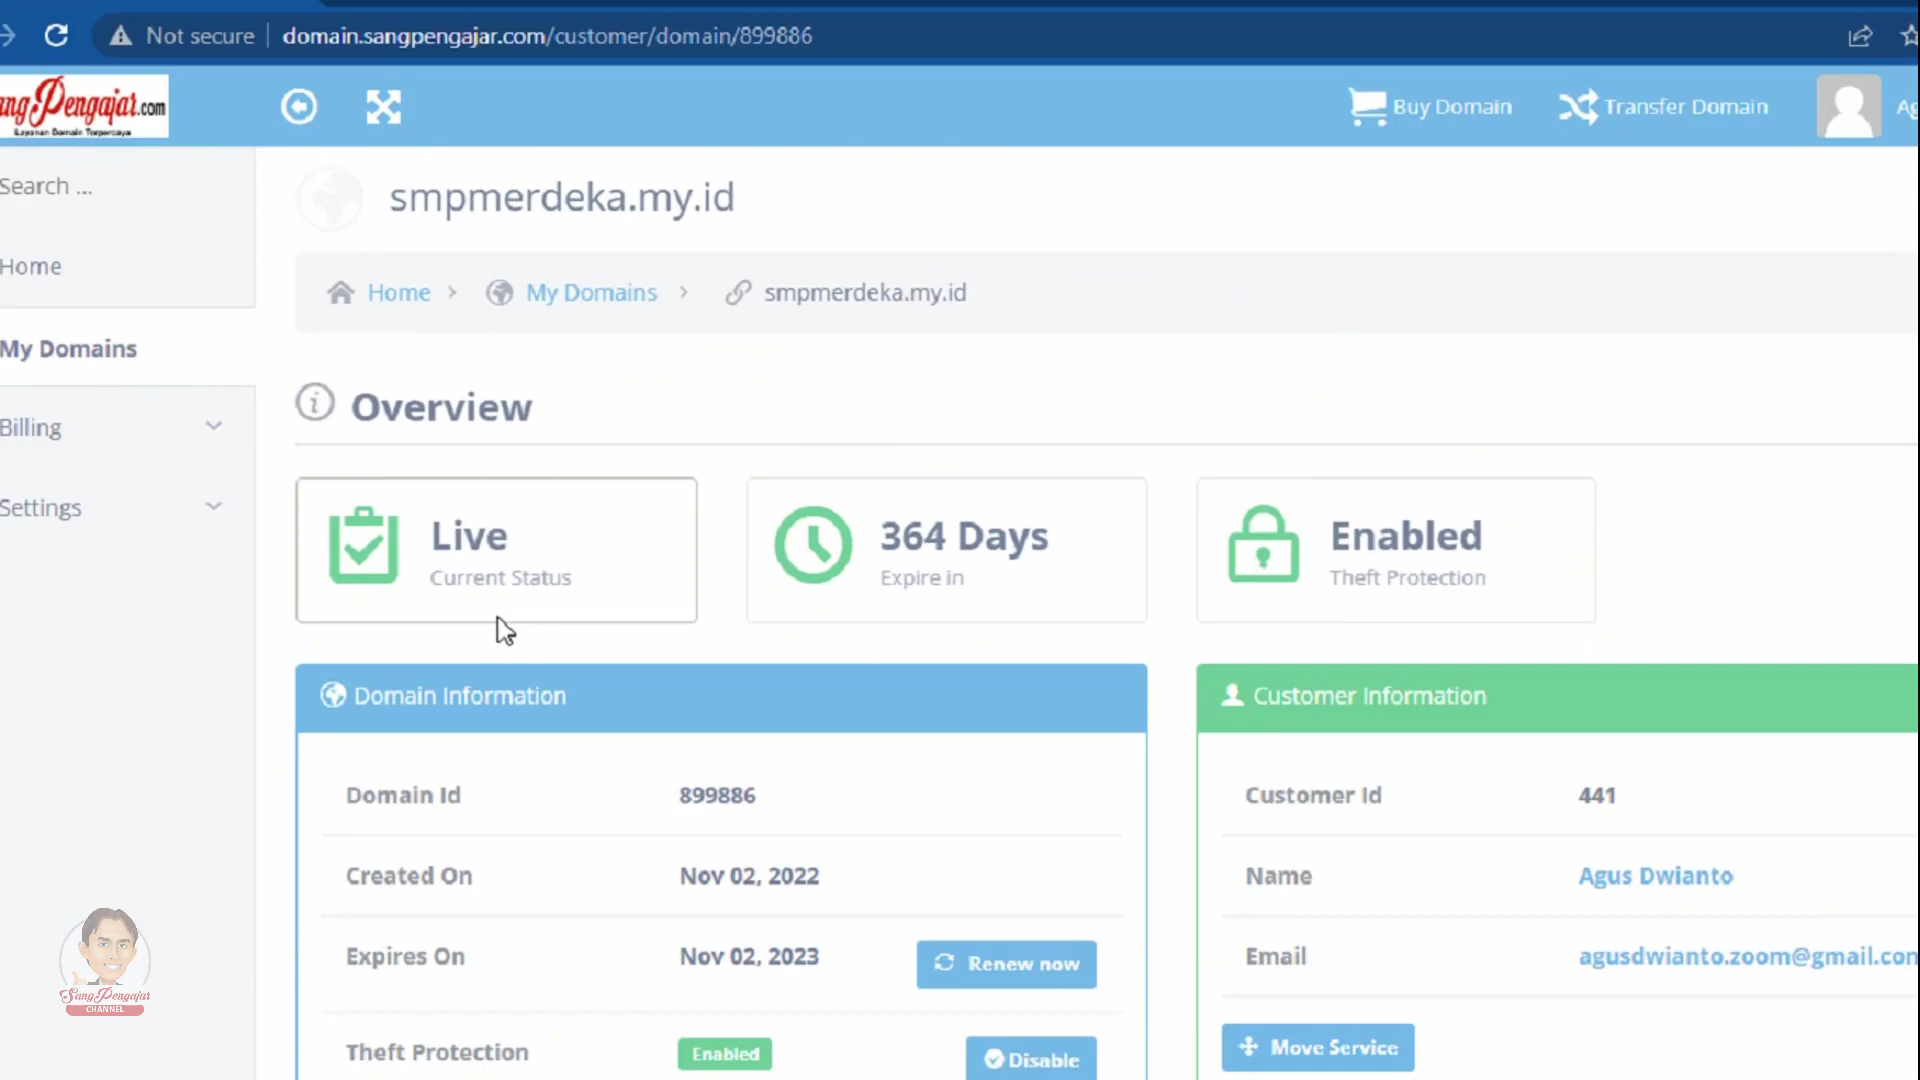 Not secure | domain.sangpengajar.com/customer/domain/899886
angPengajar.com
Layanan Domain Terpercaya
Buy Domain
Transfer Domain
Ag
Search ...
Home
My Domains
Billing
Settings
smpmerdeka.my.id
Home > My Domains > smpmerdeka.my.id
Overview
Live
Current Status
364 Days
Expire in
Enabled
Theft Protection
Domain Information
Domain Id 899886
Created On Nov 02, 2022
Expires On Nov 02, 2023 Renew now
Theft Protection Enabled Disable
Customer Information
Customer Id 441
Name Agus Dwianto
Email agusdwianto.zoom@gmail.con
Move Service
SangPengajar
CHANNEL